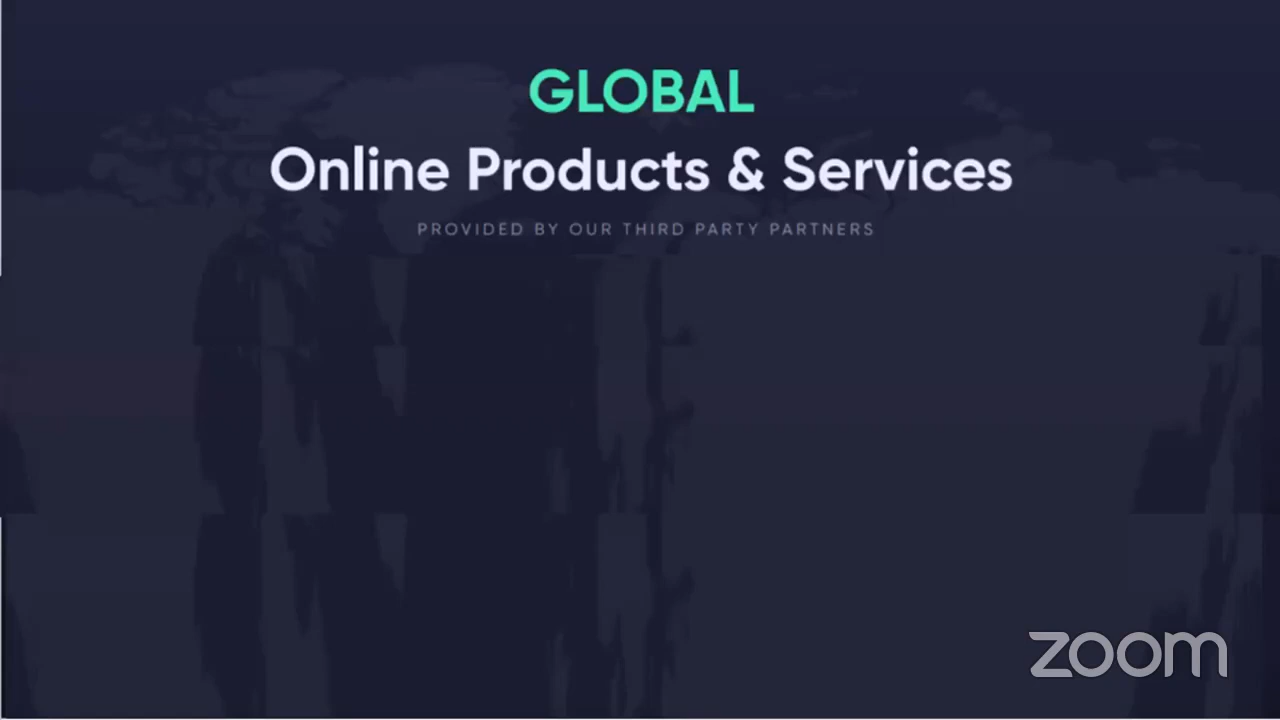 GLOBAL
Online Products & Services
PROVIDED BY OUR THIRD PARTY PARTNERS
zoom